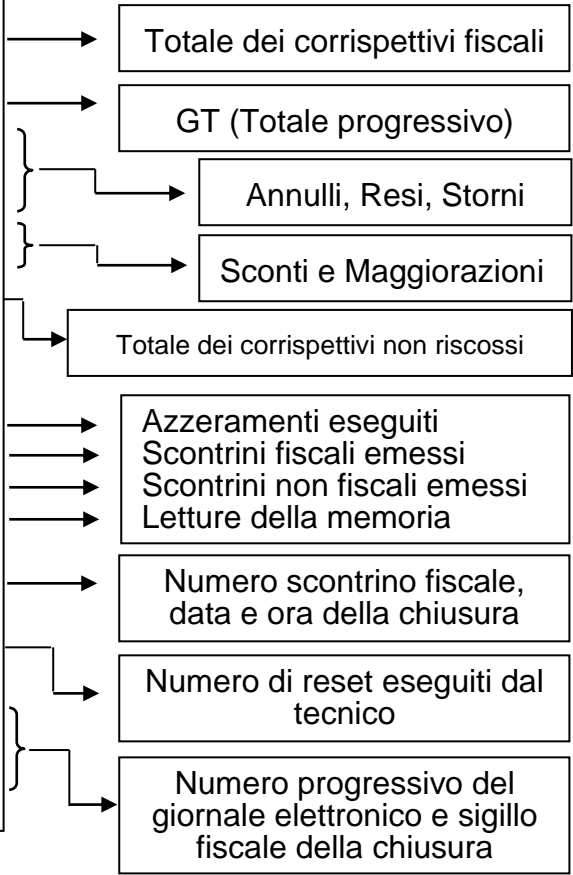 Totale dei corrispettivi fiscali
GT (Totale progressivo)
Annulli, Resi, Storni
Sconti e Maggiorazioni
Totale dei corrispettivi non riscossi
Azzeramenti eseguiti
Scontrini fiscali emessi
Scontrini non fiscali emessi
Letture della memoria
Numero scontrino fiscale,
data e ora della chiusura
Numero di reset eseguiti dal
tecnico
Numero progressivo del
giornale elettronico e sigillo
fiscale della chiusura